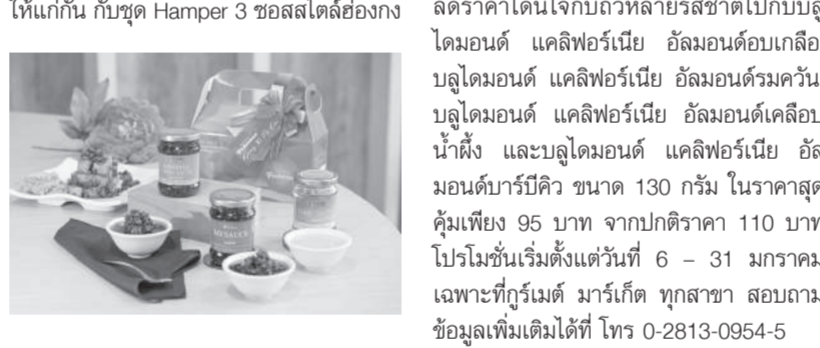 ให้แก่กัน กับชุด Hamper 3 ซอสสไตล์ฮ่องกง
ลดราคาโดนใจกับถั่วหลายรสชาติไปกับบลู
ไดมอนด์ แคลิฟอร์เนีย อัลมอนด์อบเกลือ
บลูไดมอนด์ แคลิฟอร์เนีย อัลมอนด์รมควัน
บลูไดมอนด์ แคลิฟอร์เนีย อัลมอนด์เคลือบ
น้ำผึ้ง และบลูไดมอนด์ แคลิฟอร์เนีย อัล
มอนด์บาร์บีคิว ขนาด 130 กรัม ในราคาสุด
คุ้มเพียง 95 บาท จากปกติราคา 110 บาท
โปรโมชั่นเริ่มตั้งแต่วันที่ 6 – 31 มกราคม
เฉพาะที่กูร์เมต์ มาร์เก็ต ทุกสาขา สอบถาม
ข้อมูลเพิ่มเติมได้ที่ โทร 0-2813-0954-5